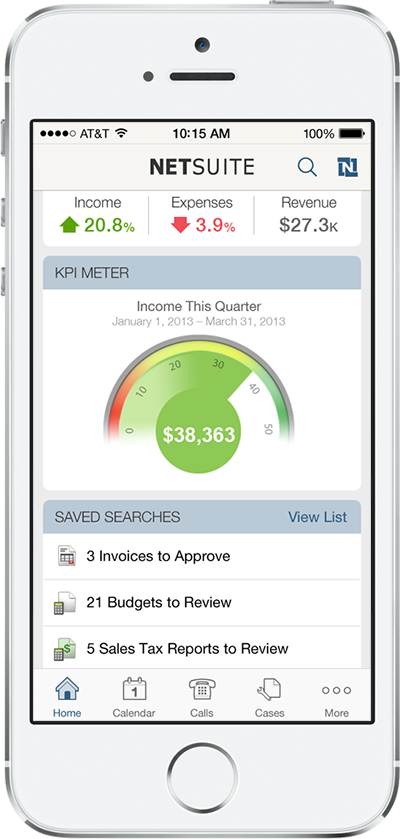 AT&T 10:15 AM 100%
NETSUITE N
Income Expenses Revenue
20.8% 3.9% $27.3K
KPI METER
Income This Quarter
January 1, 2013 – March 31, 2013
0 10 20 30 40 50
$38,363
SAVED SEARCHES View List
3 Invoices to Approve
21 Budgets to Review
$ 5 Sales Tax Reports to Review
1
Home Calendar Calls Cases More